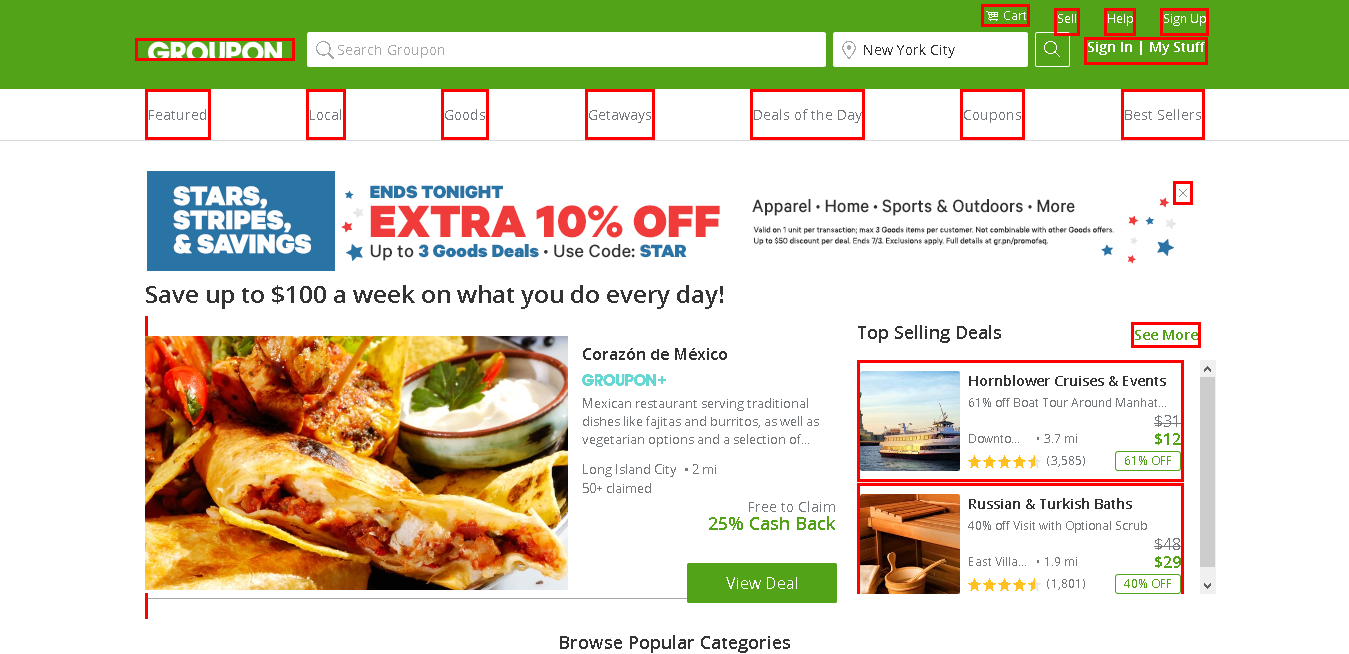 Cart
Sell
Help
Sign Up
GROUPON
Search Groupon
New York City
Sign In | My Stuff
Featured
Local
Goods
Getaways
Deals of the Day
Coupons
Best Sellers
STARS,
STRIPES,
& SAVINGS
ENDS TONIGHT
EXTRA 10% OFF
Up to 3 Goods Deals • Use Code: STAR
Apparel • Home • Sports & Outdoors • More
Valid on 1 unit per transaction; max 3 Goods items per customer. Not combinable with other Goods offers.
Up to $50 discount per deal. Ends 7/3. Exclusions apply. Full details at gr.pn/promofaq.
Save up to $100 a week on what you do every day!
Corazón de México
GROUPON+
Mexican restaurant serving traditional
dishes like fajitas and burritos, as well as
vegetarian options and a selection of...
Long Island City • 2 mi
50+ claimed
Free to Claim
25% Cash Back
View Deal
Top Selling Deals
See More
Hornblower Cruises & Events
61% off Boat Tour Around Manhat...
$31
Downto... • 3.7 mi
$12
(3,585)
61% OFF
Russian & Turkish Baths
40% off Visit with Optional Scrub
$48
East Villa... • 1.9 mi
$29
(1,801)
40% OFF
Browse Popular Categories